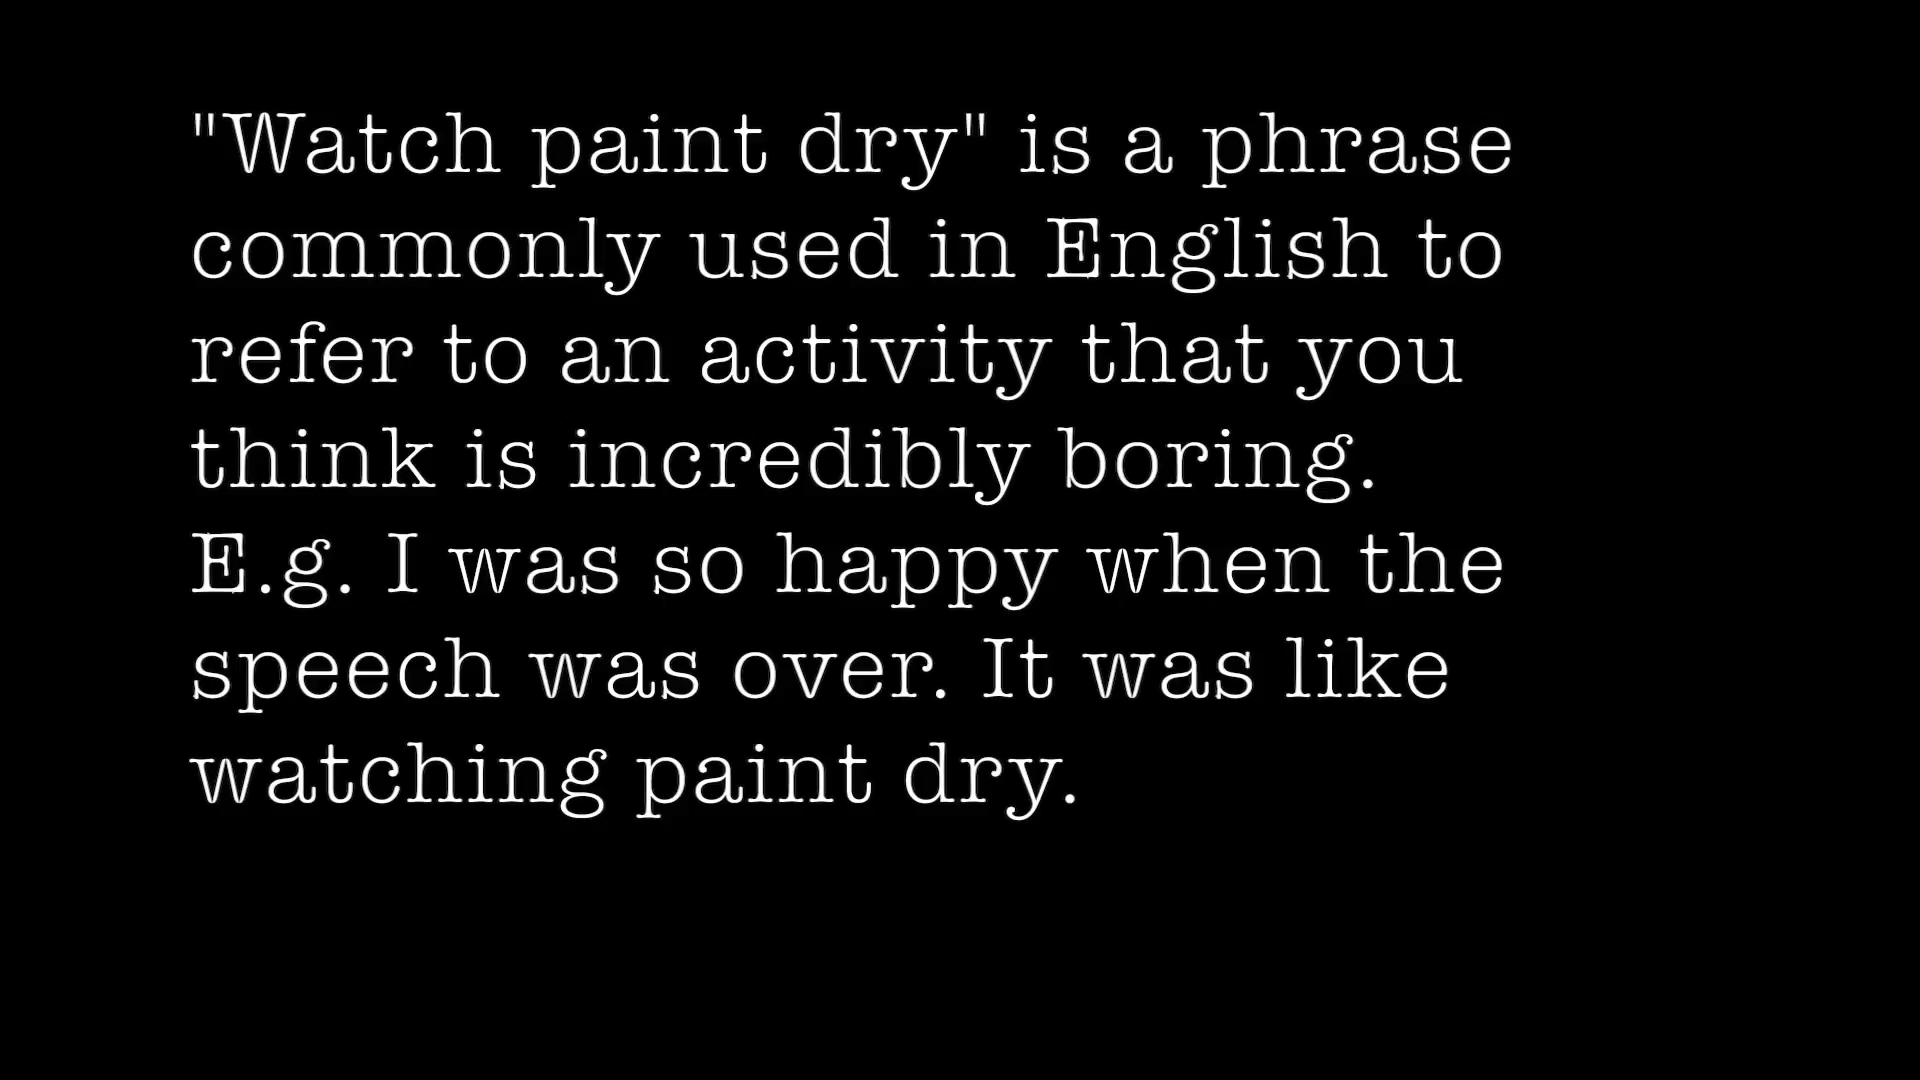 "Watch paint dry" is a phrase
commonly used in English to
refer to an activity that you
think is incredibly boring.
E.g. I was so happy when the
speech was over. It was like
watching paint dry.